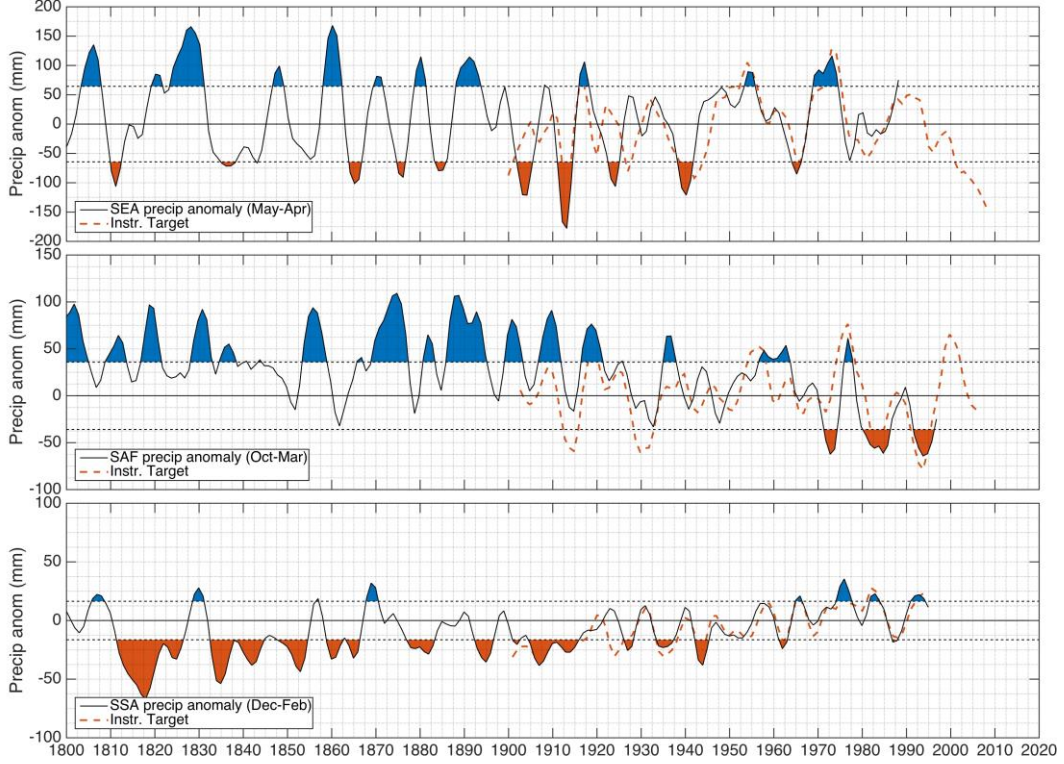 Precip anom (mm)
200
150
100
50
0
-50
-100
-150
-200
SEA precip anomaly (May-Apr)
Instr. Target
Precip anom (mm)
150
100
50
0
-50
-100
SAF precip anomaly (Oct-Mar)
Instr. Target
Precip anom (mm)
100
50
0
-50
-100
SSA precip anomaly (Dec-Feb)
Instr. Target
1800 1810 1820 1830 1840 1850 1860 1870 1880 1890 1900 1910 1920 1930 1940 1950 1960 1970 1980 1990 2000 2010 2020